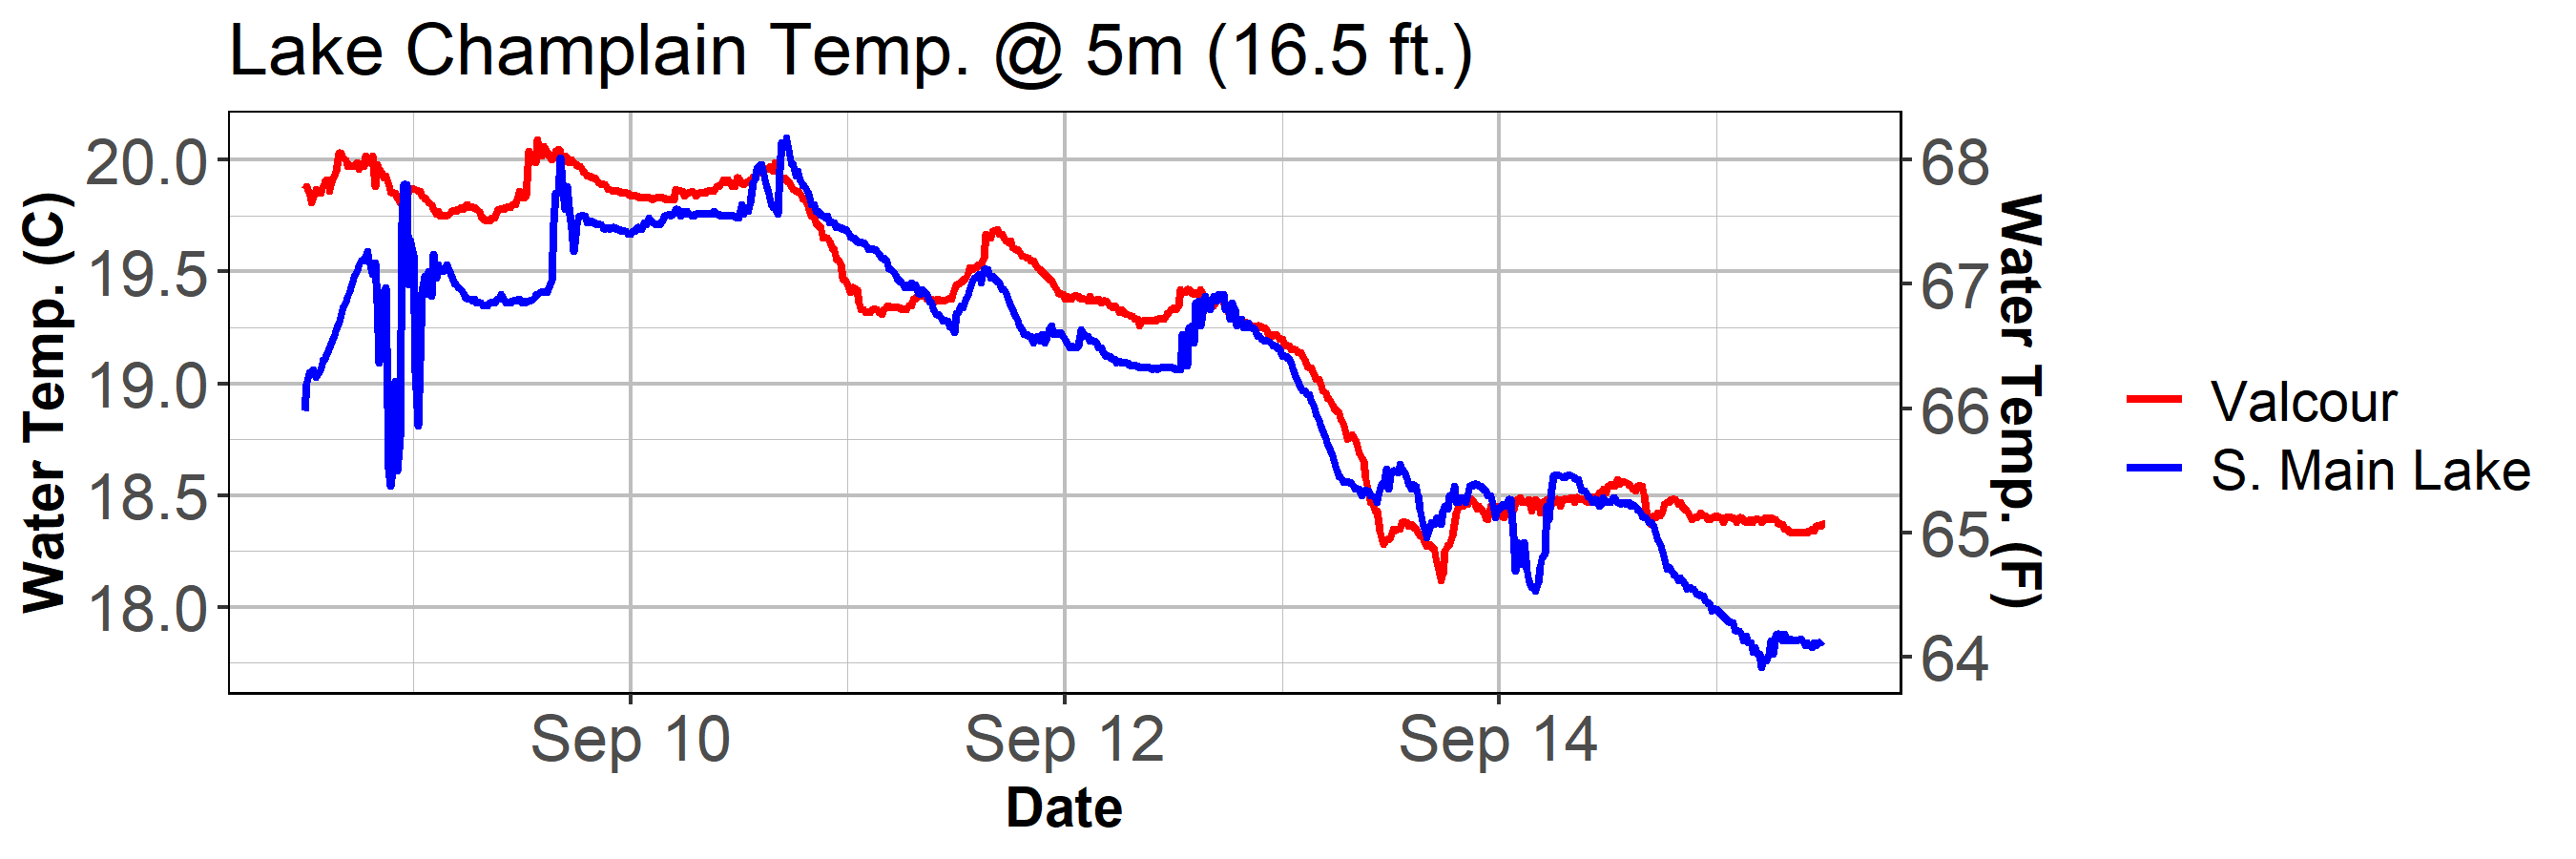 Lake Champlain Temp. @ 5m (16.5 ft.)
Water Temp. (C)
20.0
19.5
19.0
18.5
18.0
68
67
66
65
64
Water Temp. (F)
Sep 10
Sep 12
Sep 14
Date
Valcour
S. Main Lake